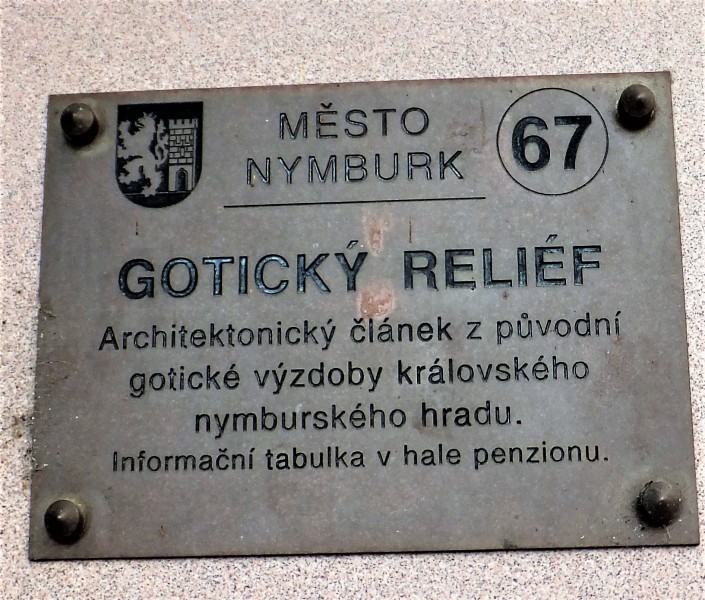 MĚSTO
NYMBURK
67
GOTICKÝ RELIÉF
Architektonický článek z původní
gotické výzdoby královského
nymburského hradu.
Informační tabulka v hale penzionu.